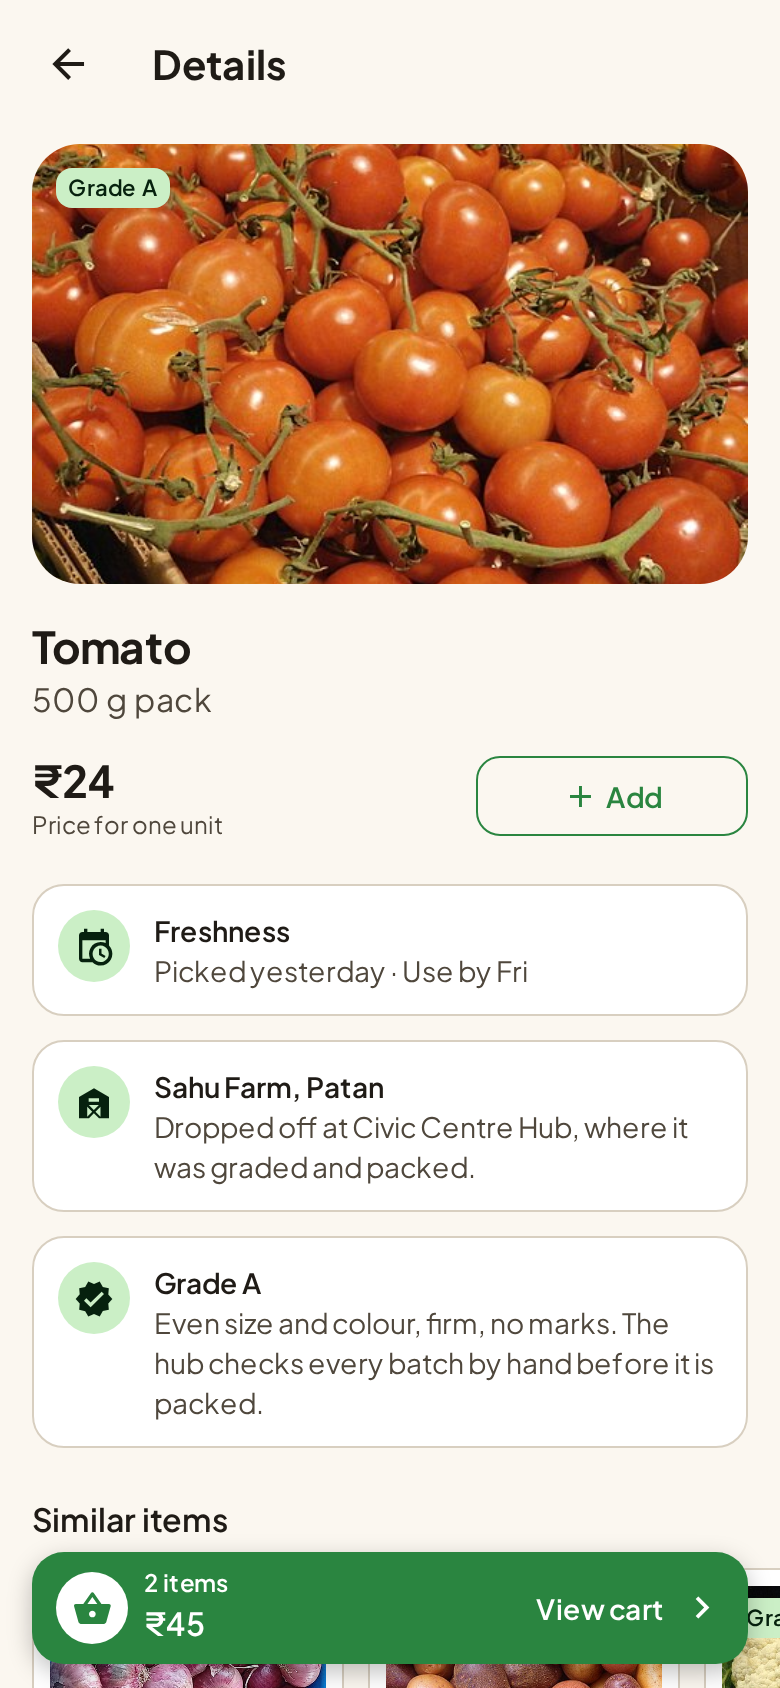 Details
Grade A
Tomato
500 g pack
₹24
Price for one unit
Add
Freshness
Picked yesterday · Use by Fri
Sahu Farm, Patan
Dropped off at Civic Centre Hub, where it
was graded and packed.
Grade A
Even size and colour, firm, no marks. The
hub checks every batch by hand before it is
packed.
Similar items
2 items
₹45
View cart